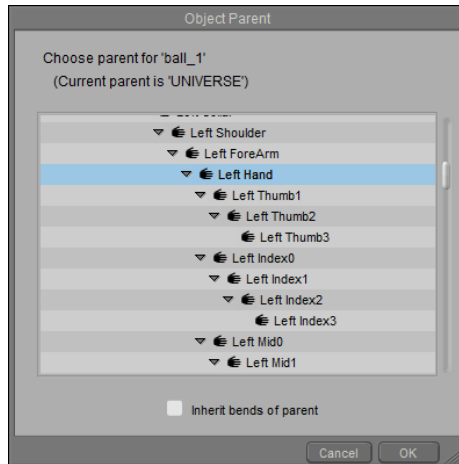 Object Parent
Choose parent for 'ball_1'
(Current parent is 'UNIVERSE')
Left Shoulder
Left ForeArm
Left Hand
Left Thumb1
Left Thumb2
Left Thumb3
Left Index0
Left Index1
Left Index2
Left Index3
Left Mid0
Left Mid1
Inherit bends of parent
Cancel
OK